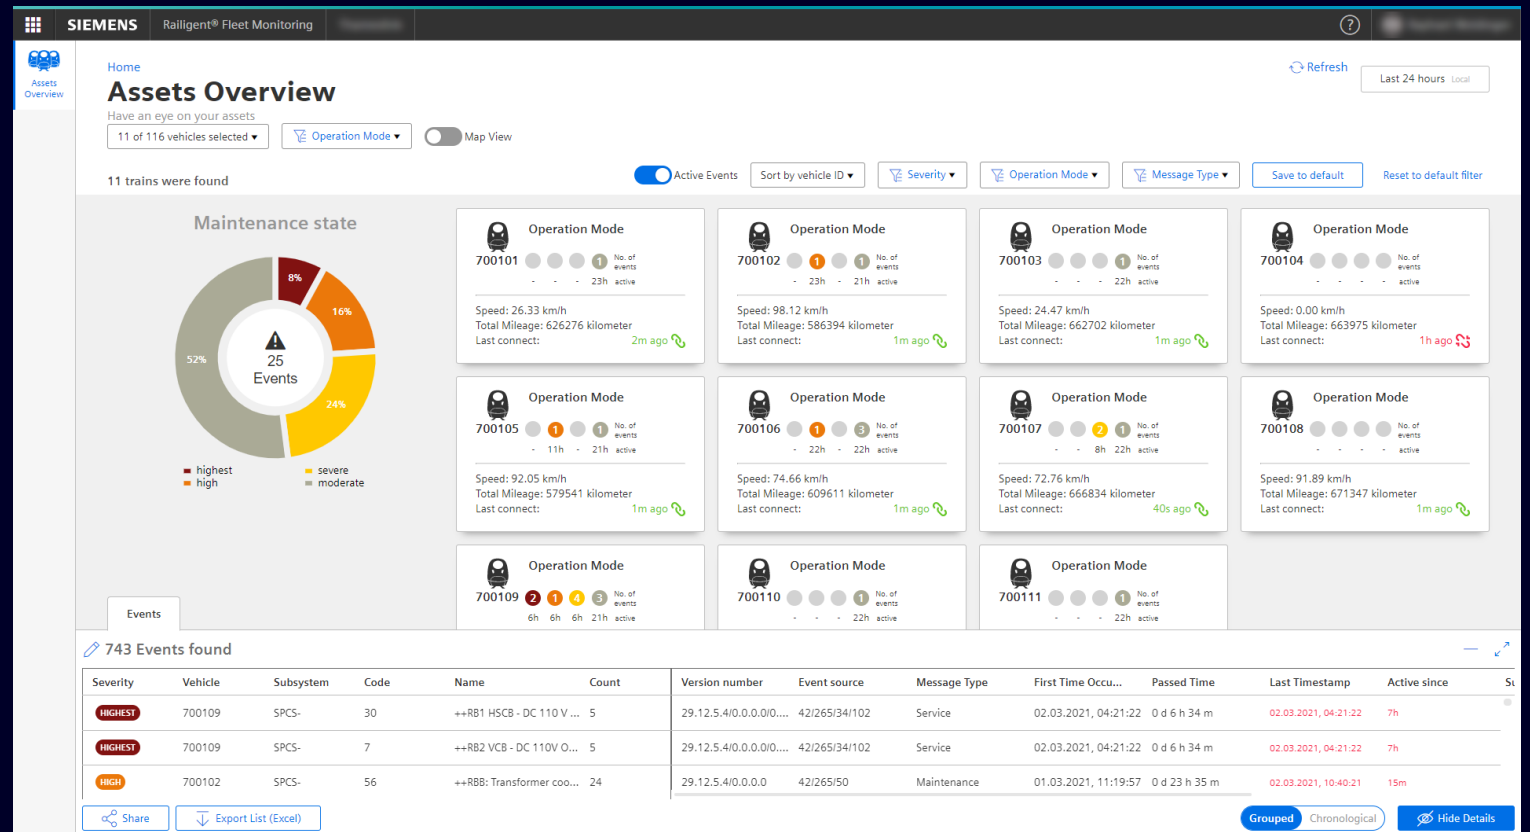 SIEMENS Railigent® Fleet Monitoring
?
Assets
Overview
Home
Assets Overview
Have an eye on your assets
Refresh
Last 24 hours Local
11 of 116 vehicles selected
Operation Mode
Map View
11 trains were found
Active Events
Sort by vehicle ID
Severity
Operation Mode
Message Type
Save to default
Reset to default filter
Maintenance state
8%
16%
24%
52%
25
Events
highest
high
severe
moderate
Operation Mode
700101 1 No. of events
- - - 23h active
Speed: 26.33 km/h
Total Mileage: 626276 kilometer
Last connect: 2m ago
Operation Mode
700102 1 1 No. of events
- 23h - 21h active
Speed: 98.12 km/h
Total Mileage: 586394 kilometer
Last connect: 1m ago
Operation Mode
700103 1 No. of events
- - - 22h active
Speed: 24.47 km/h
Total Mileage: 662702 kilometer
Last connect: 1m ago
Operation Mode
700104 No. of events
- - - - active
Speed: 0.00 km/h
Total Mileage: 663975 kilometer
Last connect: 1h ago
Operation Mode
700105 1 1 No. of events
- 11h - 21h active
Speed: 92.05 km/h
Total Mileage: 579541 kilometer
Last connect: 1m ago
Operation Mode
700106 1 3 No. of events
- 22h - 22h active
Speed: 74.66 km/h
Total Mileage: 609611 kilometer
Last connect: 1m ago
Operation Mode
700107 2 1 No. of events
- - 8h 22h active
Speed: 72.76 km/h
Total Mileage: 666834 kilometer
Last connect: 40s ago
Operation Mode
700108 No. of events
- - - - active
Speed: 91.89 km/h
Total Mileage: 671347 kilometer
Last connect: 1m ago
Operation Mode
700109 2 1 4 3 No. of events
6h 6h 6h 21h active
Operation Mode
700110 1 No. of events
- - - 22h active
Operation Mode
700111 1 No. of events
- - - 22h active
Events
743 Events found
Severity Vehicle Subsystem Code Name Count Version number Event source Message Type First Time Occu... Passed Time Last Timestamp Active since Su
HIGHEST 700109 SPCS- 30 ++RB1 HSCB - DC 110 V ... 5 29.12.5.4/0.0.0.0/0.... 42/265/34/102 Service 02.03.2021, 04:21:22 0 d 6 h 34 m 02.03.2021, 04:21:22 7h
HIGHEST 700109 SPCS- 7 ++RB2 VCB - DC 110V O... 5 29.12.5.4/0.0.0.0/0.... 42/265/34/102 Service 02.03.2021, 04:21:22 0 d 6 h 34 m 02.03.2021, 04:21:22 7h
HIGH 700102 SPCS- 56 ++RBB: Transformer coo... 24 29.12.5.4/0.0.0.0 42/265/50 Maintenance 01.03.2021, 11:19:57 0 d 23 h 35 m 02.03.2021, 10:40:21 15m
Share
Export List (Excel)
Grouped Chronological
Hide Details